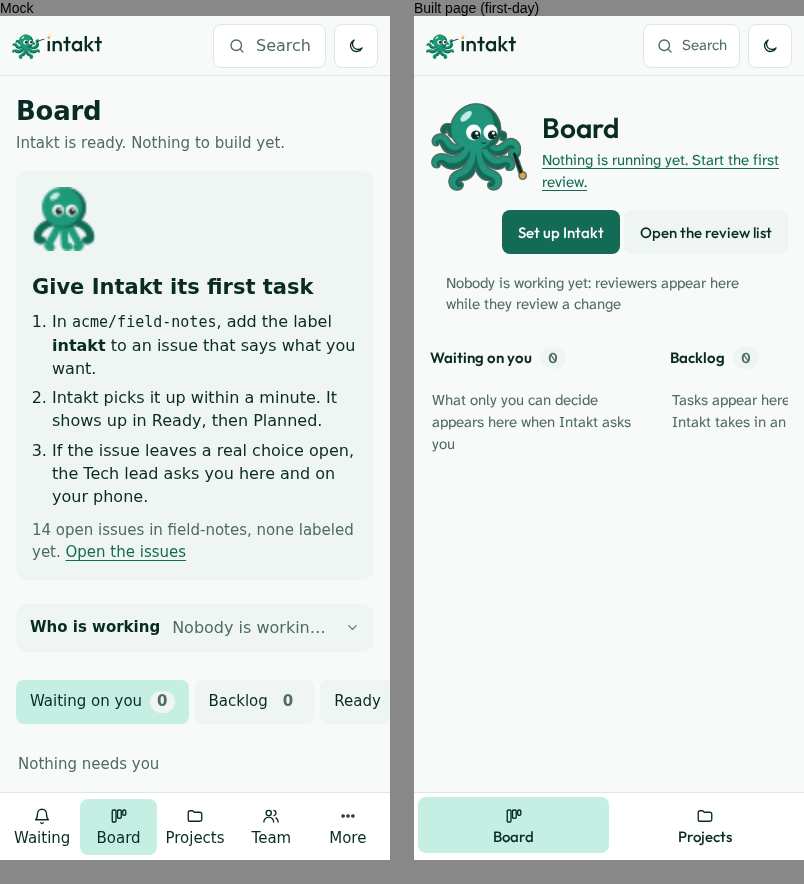 Mock
intakt
Search
Board
Intakt is ready. Nothing to build yet.
Give Intakt its first task
1. In acme/field-notes, add the label
intakt to an issue that says what you
want.
2. Intakt picks it up within a minute. It
shows up in Ready, then Planned.
3. If the issue leaves a real choice open,
the Tech lead asks you here and on
your phone.
14 open issues in field-notes, none labeled
yet. Open the issues
Who is working Nobody is workin...
Waiting on you 0 Backlog 0 Ready
Nothing needs you
Waiting Board Projects Team More
Built page (first-day)
intakt
Search
Board
Nothing is running yet. Start the first
review.
Set up Intakt Open the review list
Nobody is working yet: reviewers appear here
while they review a change
Waiting on you 0 Backlog 0
What only you can decide
appears here when Intakt asks
you
Tasks appear here
Intakt takes in an
Board Projects